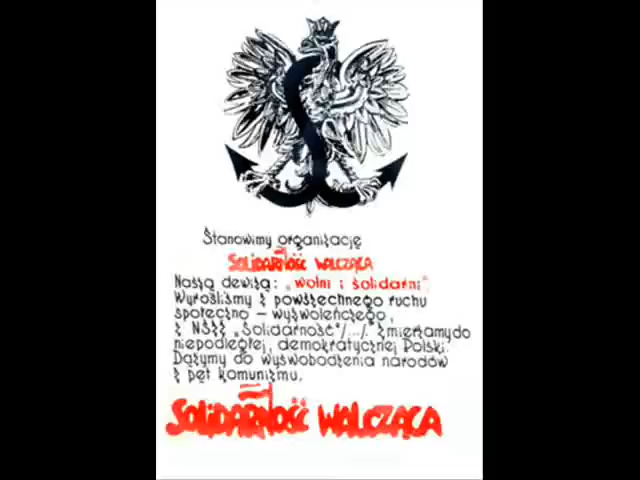 Stanowimy organizację
SOLIDARNOŚĆ WALCZĄCA
Naszą dewizą: „wolni i solidarni”.
Wyrośliśmy z powszechnego ruchu
społeczno – wyzwoleńczego,
z NSZZ „Solidarność” /.../. Zmierzamy do
niepodległej, demokratycznej Polski.
Dążymy do wyswobodzenia narodów
z pęt komunizmu.
SOLIDARNOŚĆ WALCZĄCA